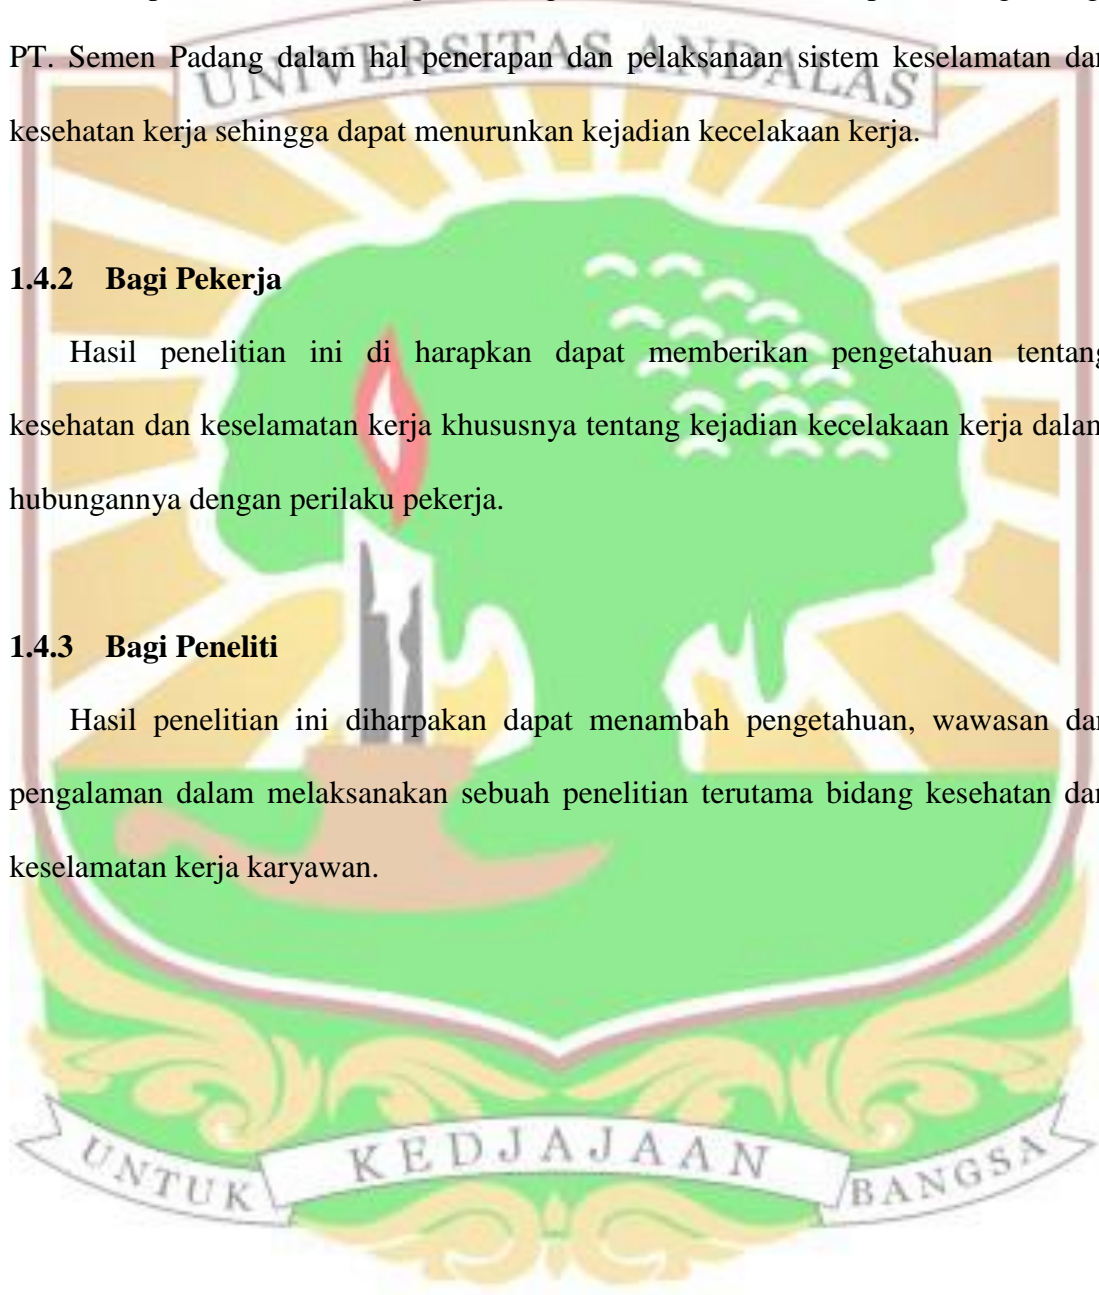 UNIVERSITAS ANDALAS
PT. Semen Padang dalam hal penerapan dan pelaksanaan sistem keselamatan dan
kesehatan kerja sehingga dapat menurunkan kejadian kecelakaan kerja.
1.4.2 Bagi Pekerja
Hasil penelitian ini di harapkan dapat memberikan pengetahuan tentang
kesehatan dan keselamatan kerja khususnya tentang kejadian kecelakaan kerja dalam
hubungannya dengan perilaku pekerja.
1.4.3 Bagi Peneliti
Hasil penelitian ini diharpakan dapat menambah pengetahuan, wawasan dan
pengalaman dalam melaksanakan sebuah penelitian terutama bidang kesehatan dan
keselamatan kerja karyawan.
UNTUK KEDJAJAAN BANGSA